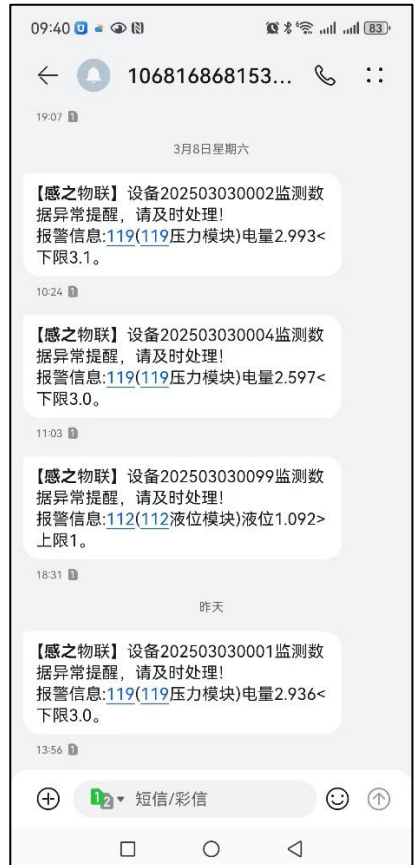 09:40 83
106816868153...
19:07 1
3月8日星期六
【感之物联】设备202503030002监测数
据异常提醒，请及时处理！
报警信息:119(119压力模块)电量2.993<
下限3.1。
10:24 1
【感之物联】设备202503030004监测数
据异常提醒，请及时处理！
报警信息:119(119压力模块)电量2.597<
下限3.0。
11:03 1
【感之物联】设备202503030099监测数
据异常提醒，请及时处理！
报警信息:112(112液位模块)液位1.092>
上限1。
18:31 1
昨天
【感之物联】设备202503030001监测数
据异常提醒，请及时处理！
报警信息:119(119压力模块)电量2.936<
下限3.0。
13:56 1
1 2 短信/彩信